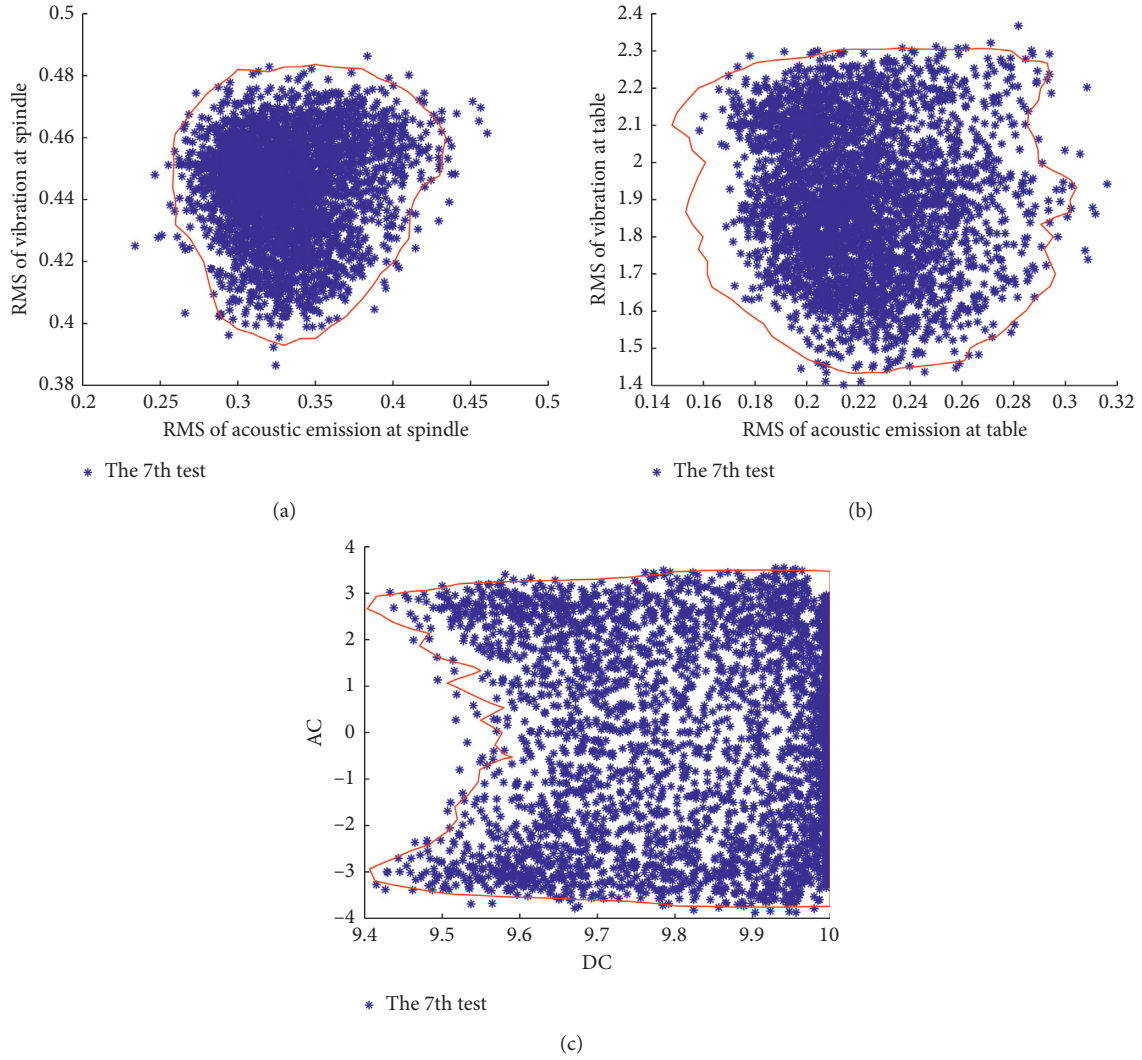 0.5
0.48
0.46
0.44
0.42
0.4
0.38
RMS of vibration at spindle
0.2 0.25 0.3 0.35 0.4 0.45 0.5
RMS of acoustic emission at spindle
The 7th test
(a)
2.4
2.3
2.2
2.1
2
1.9
1.8
1.7
1.6
1.5
1.4
RMS of vibration at table
0.14 0.16 0.18 0.2 0.22 0.24 0.26 0.28 0.3 0.32
RMS of acoustic emission at table
The 7th test
(b)
4
3
2
1
0
−1
−2
−3
−4
AC
9.4 9.5 9.6 9.7 9.8 9.9 10
DC
The 7th test
(c)